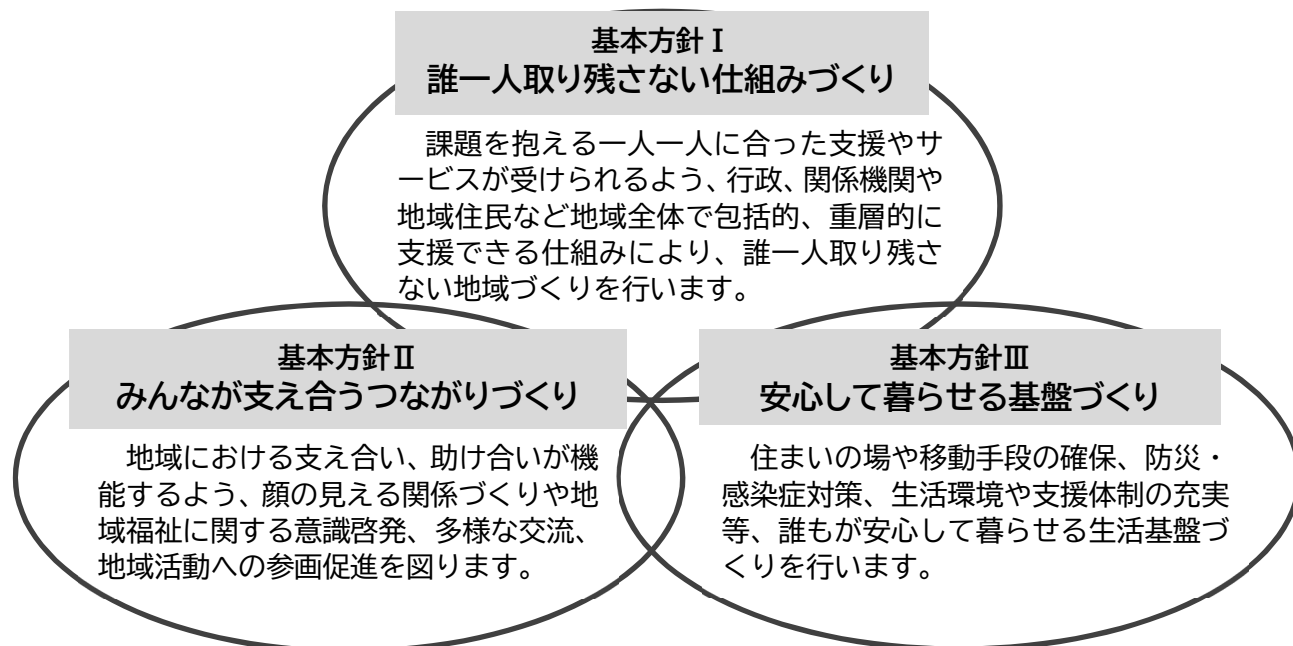 基本方針Ⅰ
誰一人取り残さない仕組みづくり
課題を抱える一人一人に合った支援やサ
ービスが受けられるよう、行政、関係機関や
地域住民など地域全体で包括的、重層的に
支援できる仕組みにより、誰一人取り残さ
ない地域づくりを行います。
基本方針Ⅱ
みんなが支え合うつながりづくり
地域における支え合い、助け合いが機
能するよう、顔の見える関係づくりや地
域福祉に関する意識啓発、多様な交流、
地域活動への参画促進を図ります。
基本方針Ⅲ
安心して暮らせる基盤づくり
住まいの場や移動手段の確保、防災・
感染症対策、生活環境や支援体制の充実
等、誰もが安心して暮らせる生活基盤づ
くりを行います。